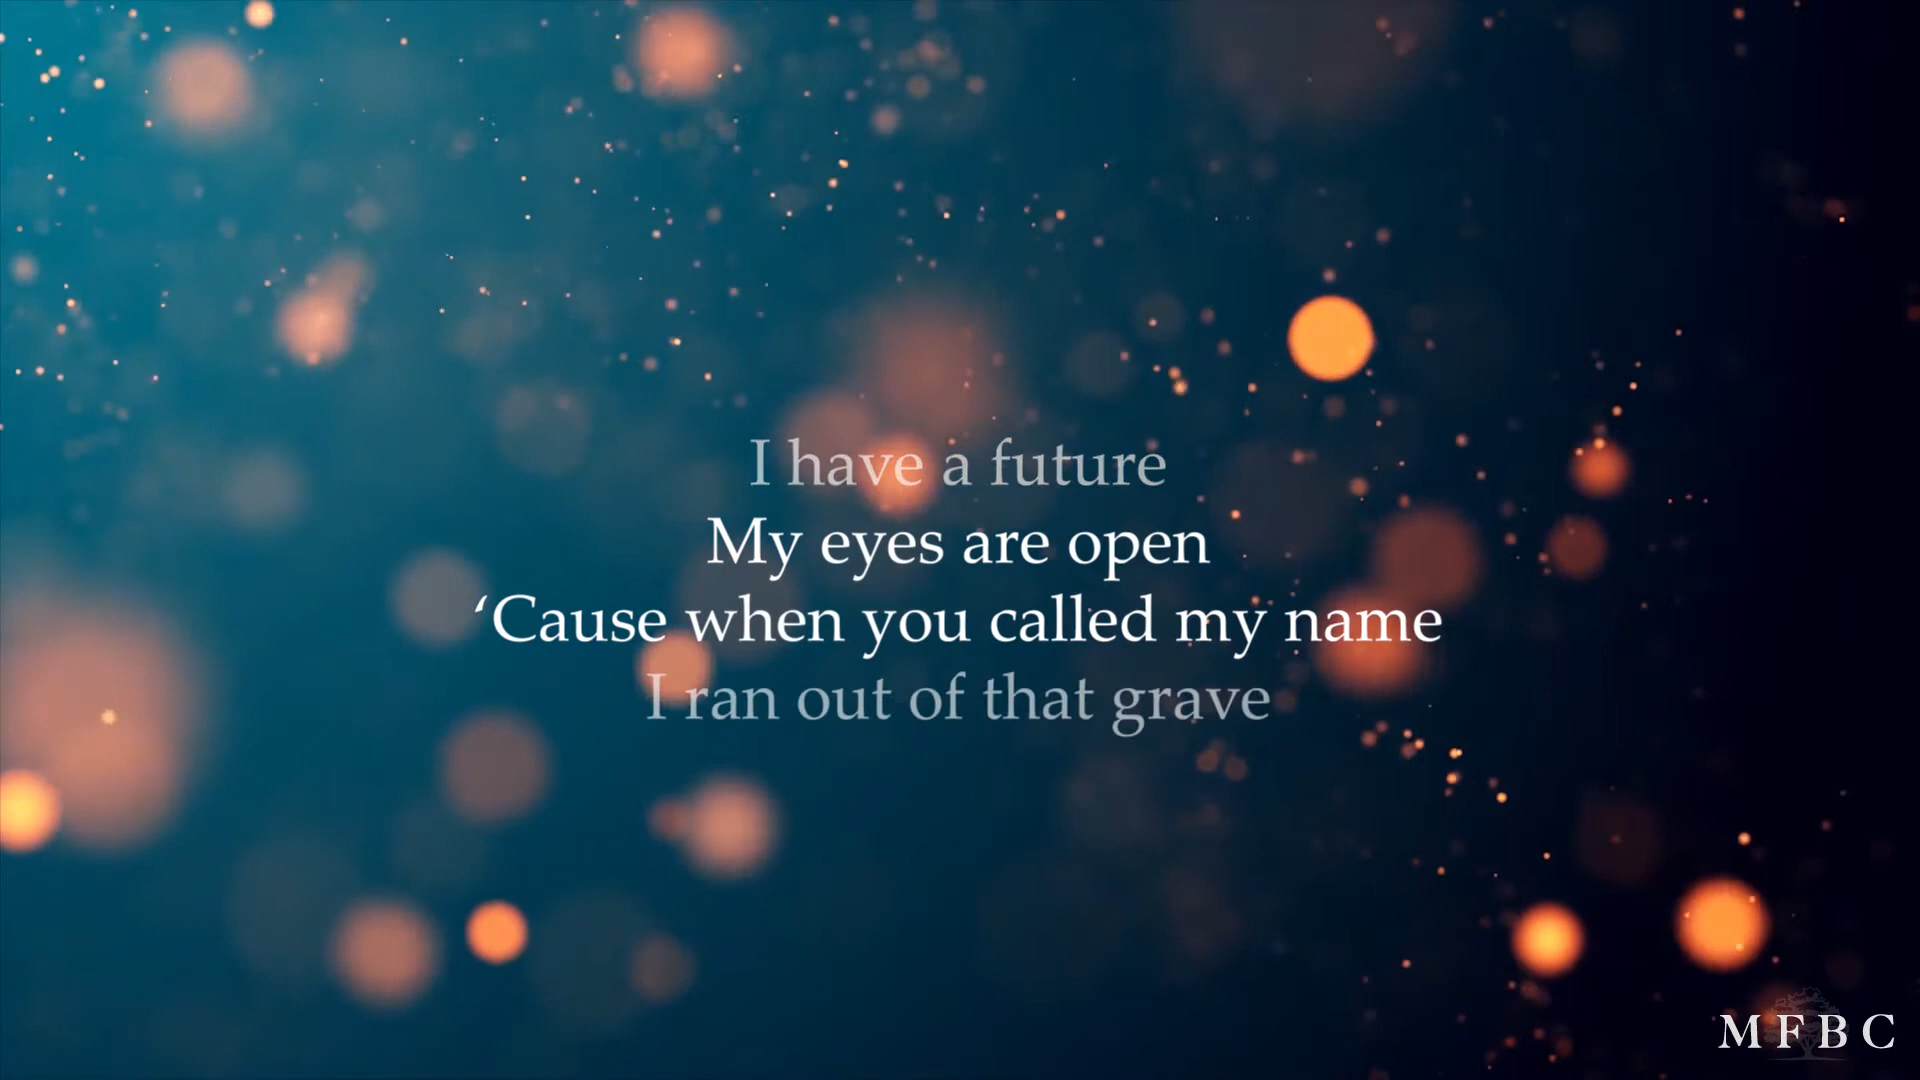 I have a future
My eyes are open
‘Cause when you called my name
I ran out of that grave
MFBC